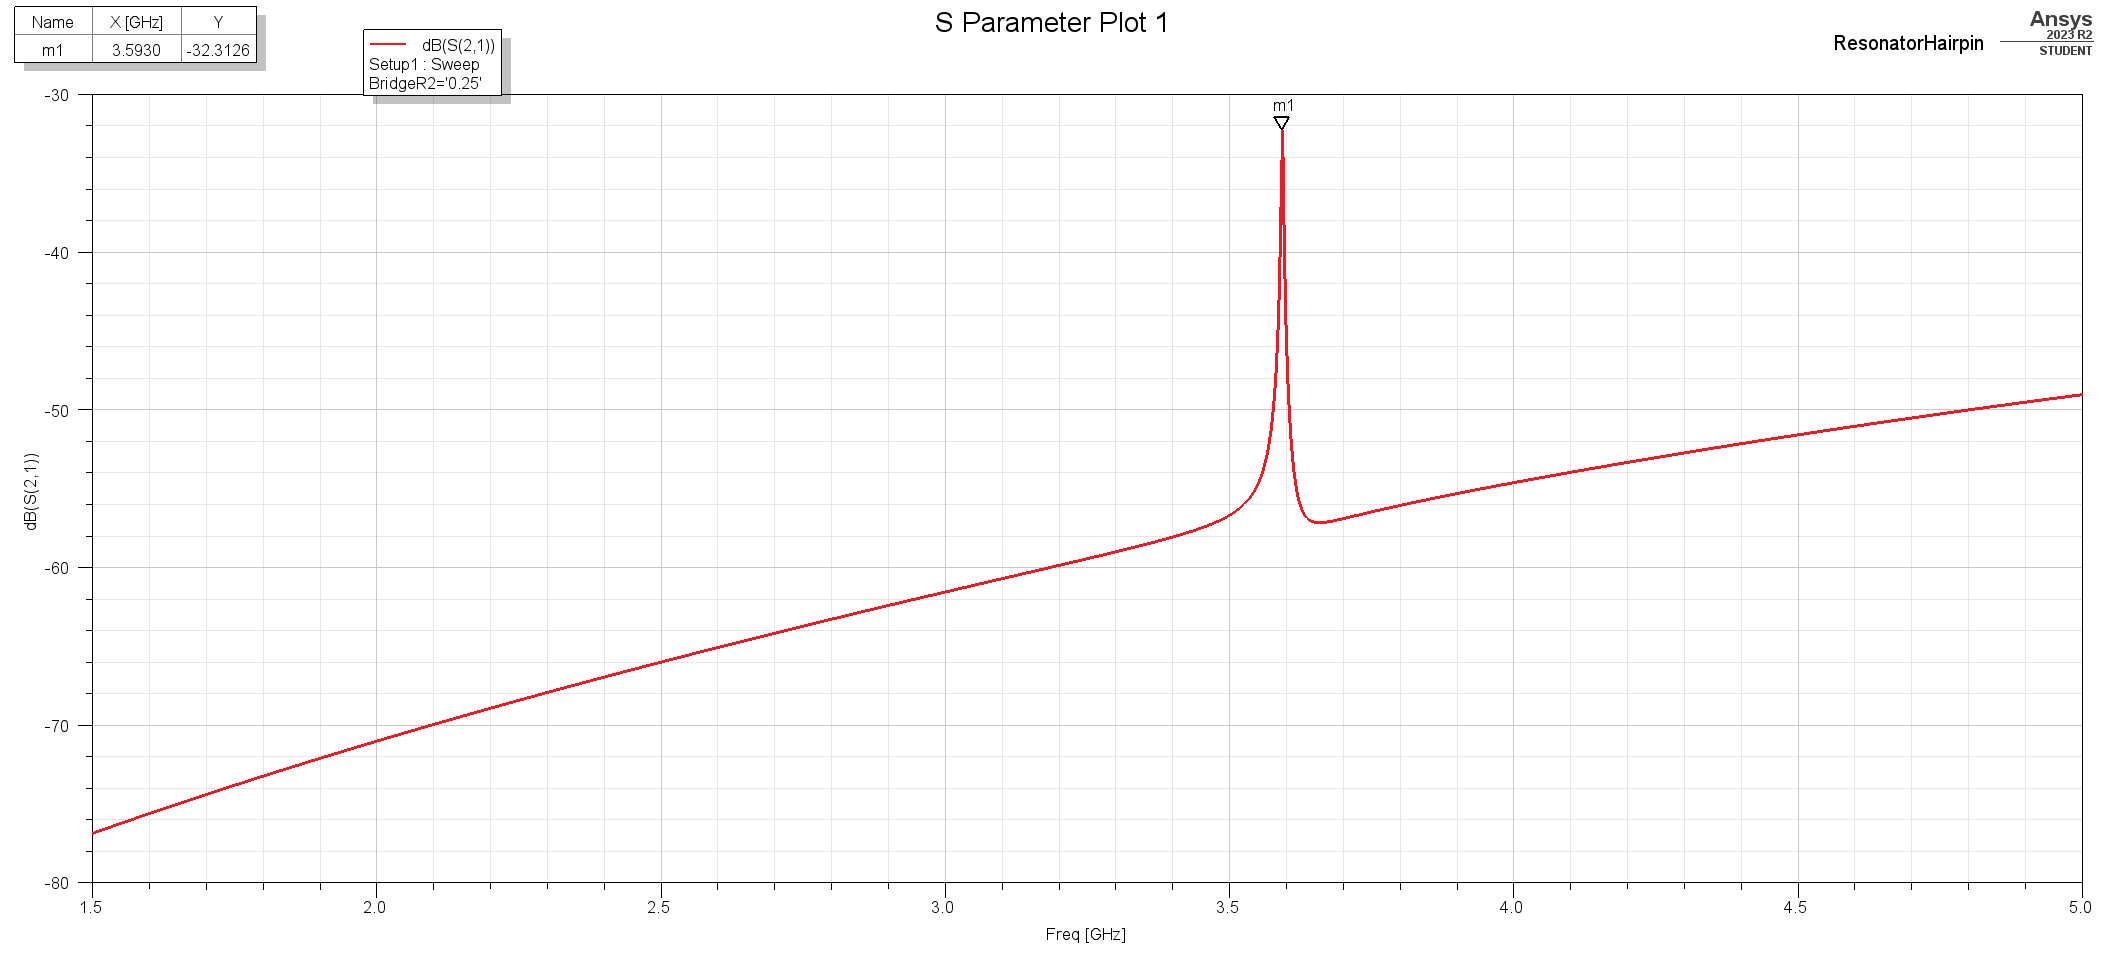 Name X [GHz] Y
m1 3.5930 -32.3126
S Parameter Plot 1
ResonatorHairpin
Ansys
2023 R2
STUDENT
dB(S(2,1))
Setup1 : Sweep
BridgeR2='0.25'
m1
-30
-40
-50
-60
-70
-80
dB(S(2,1))
1.5 2.0 2.5 3.0 3.5 4.0 4.5 5.0
Freq [GHz]